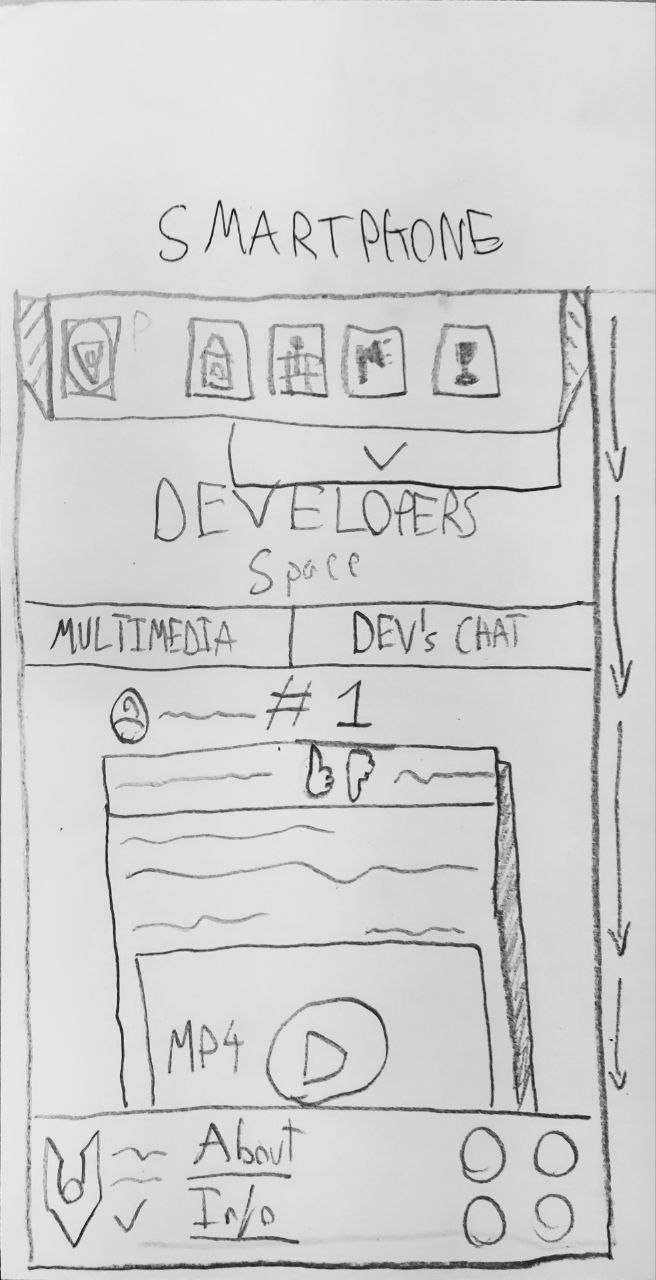 SMARTPHONE
DEVELOPERS
Space
MULTIMEDIA
DEV's CHAT
# 1
MP4
About
Info